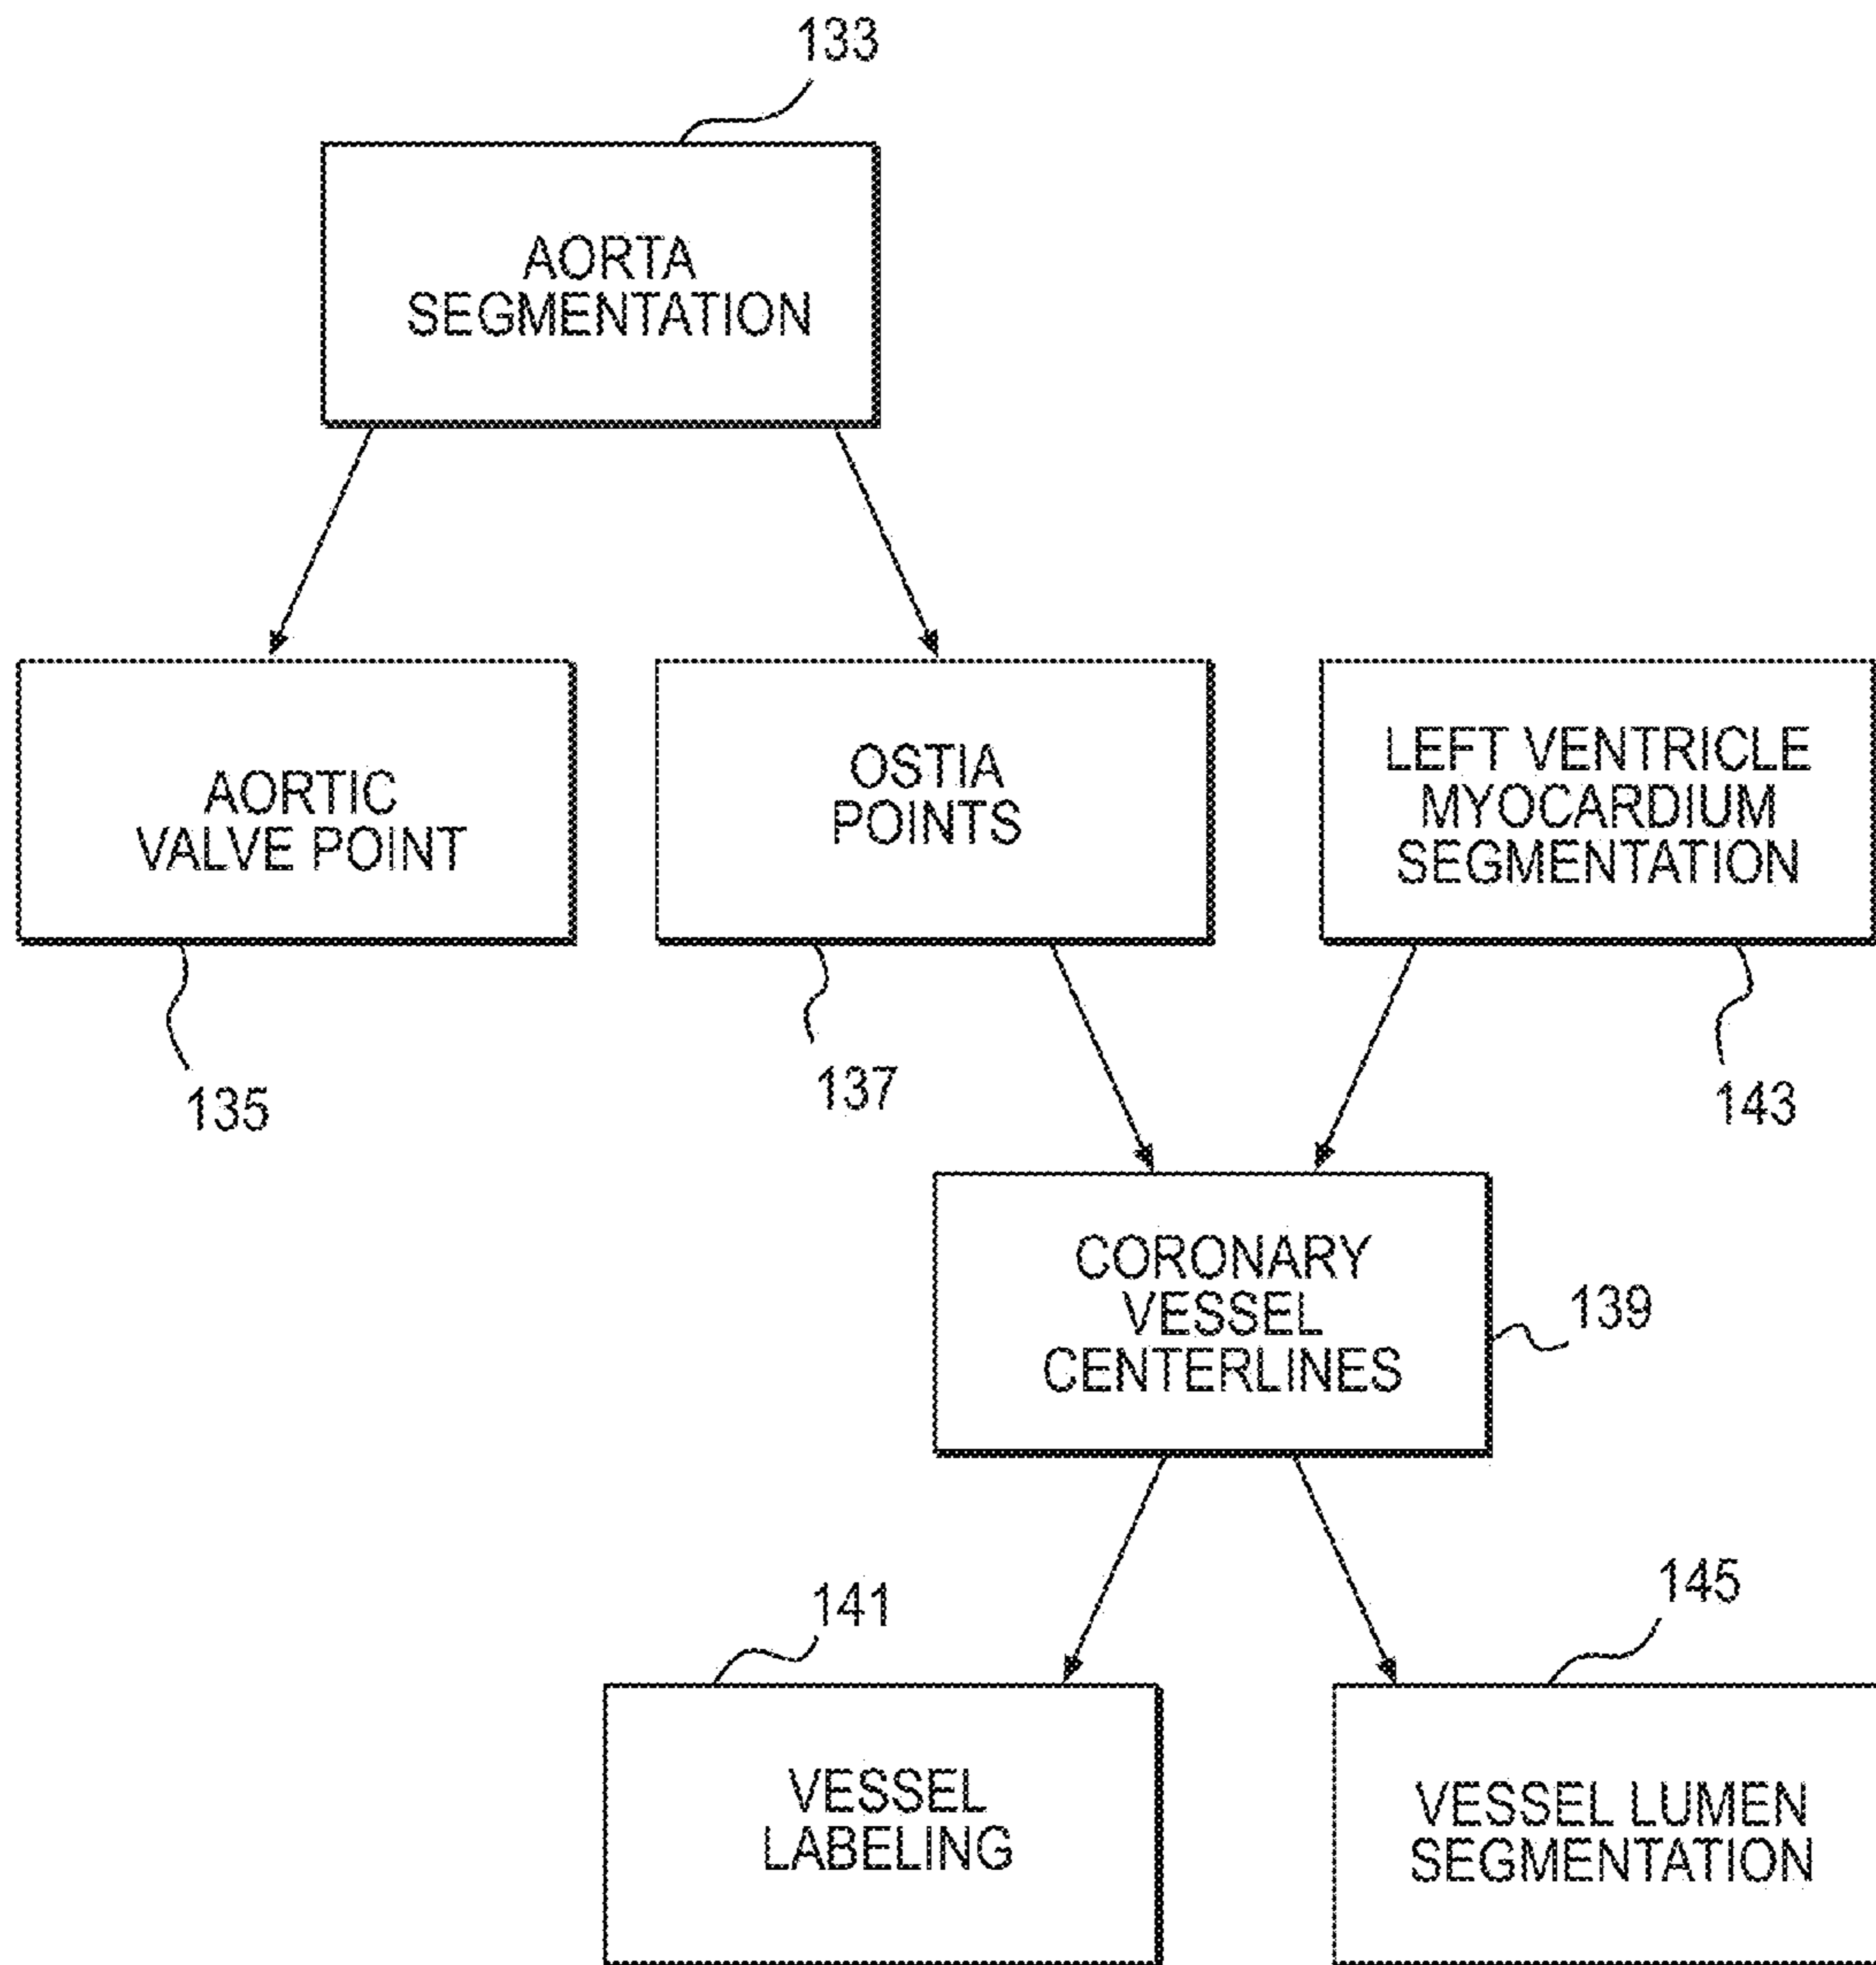 133
AORTA
SEGMENTATION
AORTIC
VALVE POINT
OSTIA
POINTS
LEFT VENTRICLE
MYOCARDIUM
SEGMENTATION
135
137
143
CORONARY
VESSEL
CENTERLINES
139
141
145
VESSEL
LABELING
VESSEL LUMEN
SEGMENTATION